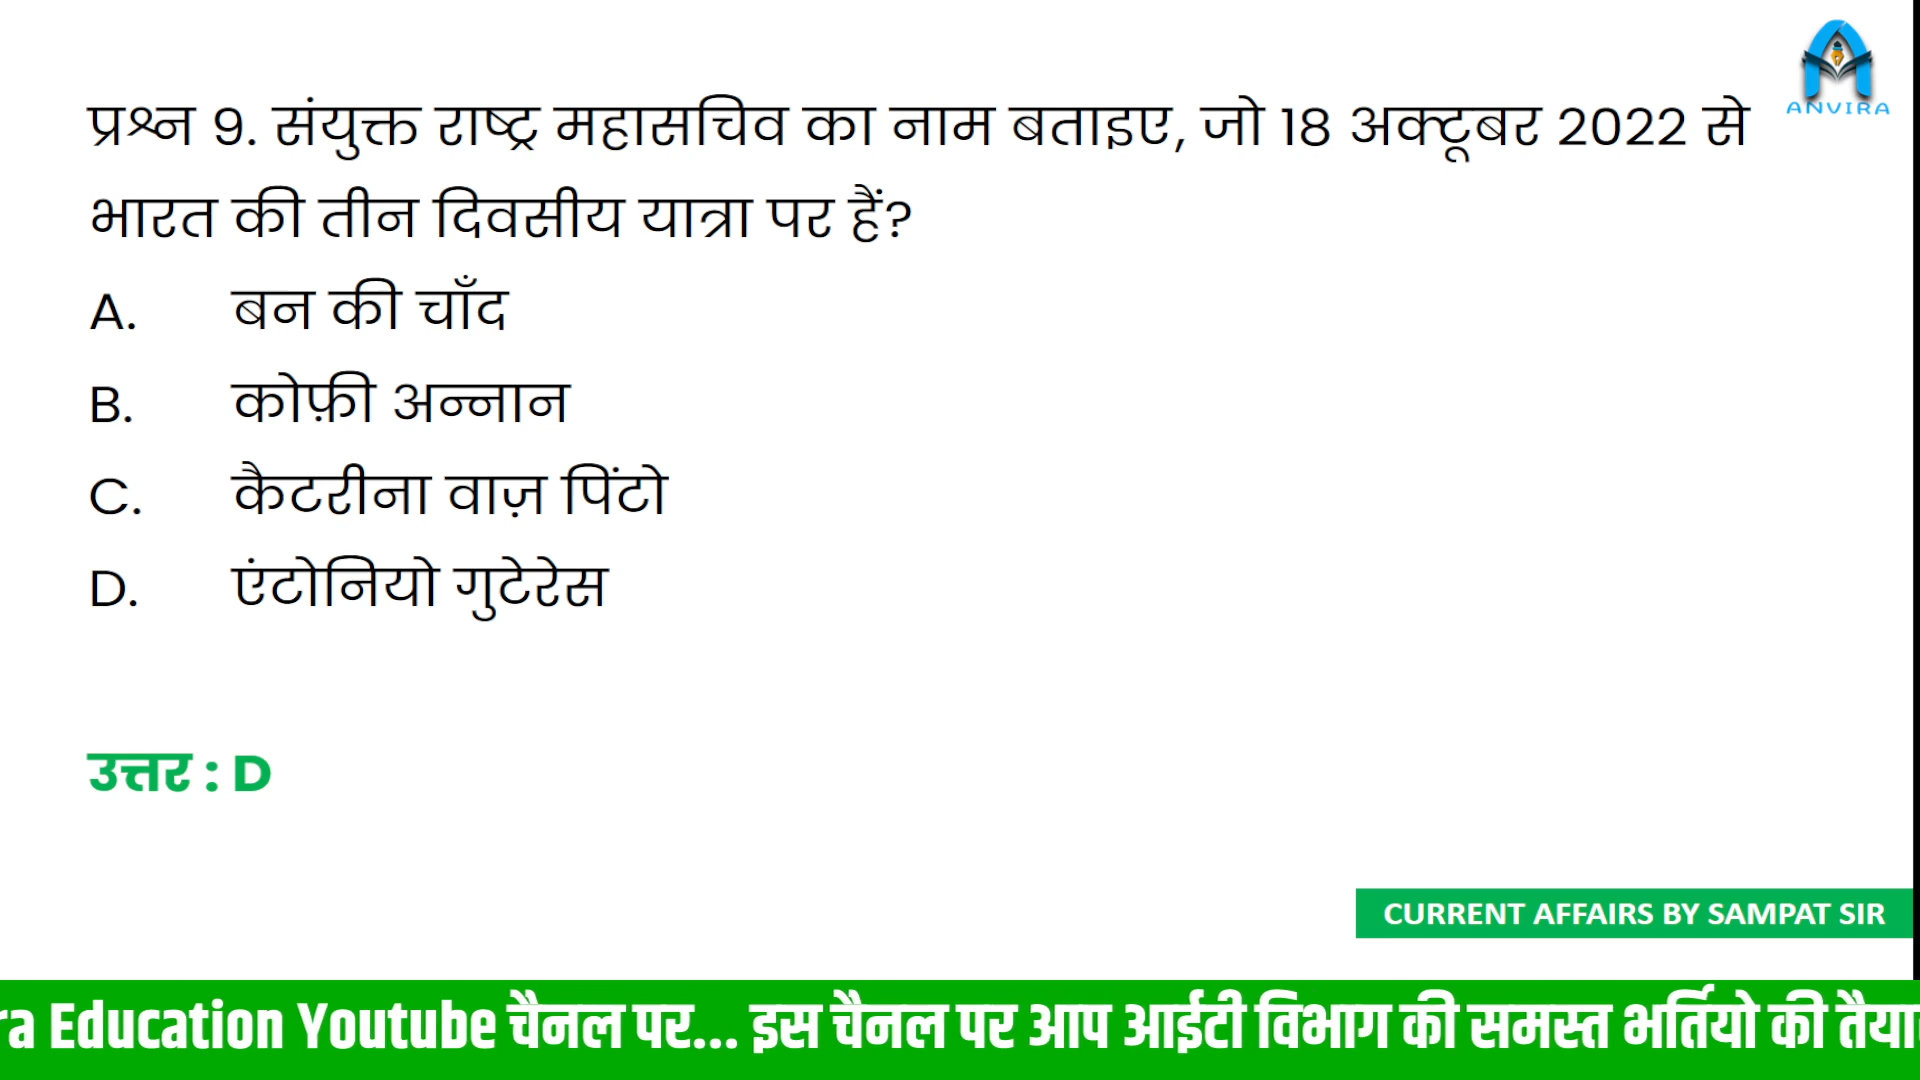 ANVIRA
प्रश्न 9. संयुक्त राष्ट्र महासचिव का नाम बताइए, जो 18 अक्टूबर 2022 से
भारत की तीन दिवसीय यात्रा पर हैं?
A. बन की चाँद
B. कोफ़ी अन्नान
C. कैटरीना वाज़ पिंटो
D. एंटोनियो गुटेरेस
उत्तर : D
CURRENT AFFAIRS BY SAMPAT SIR
ra Education Youtube चैनल पर... इस चैनल पर आप आईटी विभाग की समस्त भर्तियो की तैया